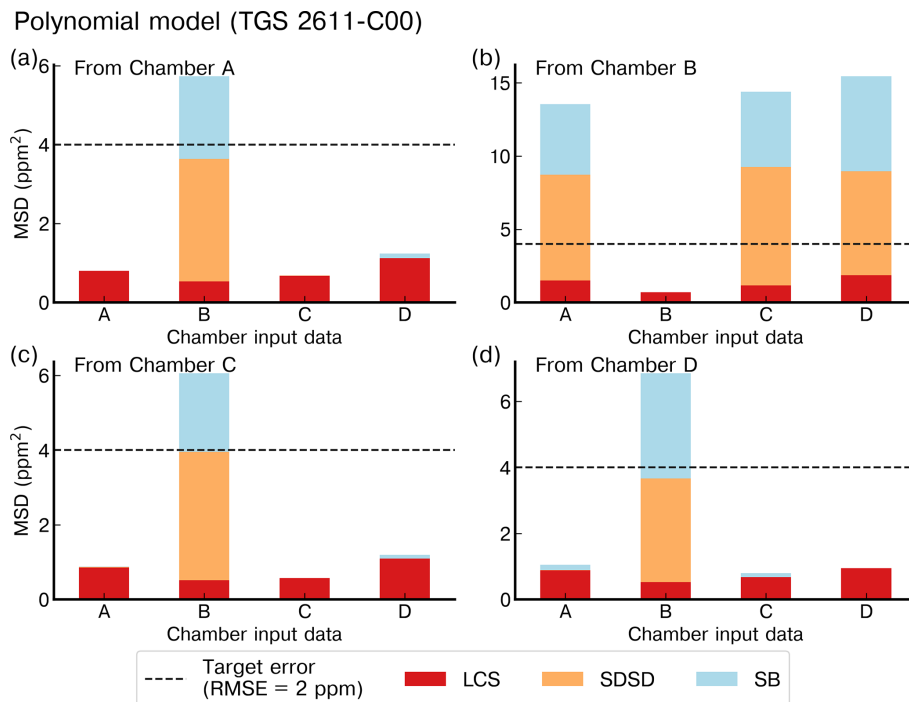 Polynomial model (TGS 2611-C00)
(a)
From Chamber A
MSD (ppm²)
6
4
2
0
A B C D
Chamber input data
(b)
From Chamber B
15
10
5
0
A B C D
Chamber input data
(c)
From Chamber C
MSD (ppm²)
6
4
2
0
A B C D
Chamber input data
(d)
From Chamber D
6
4
2
0
A B C D
Chamber input data
Target error
(RMSE = 2 ppm)
LCS
SDSD
SB